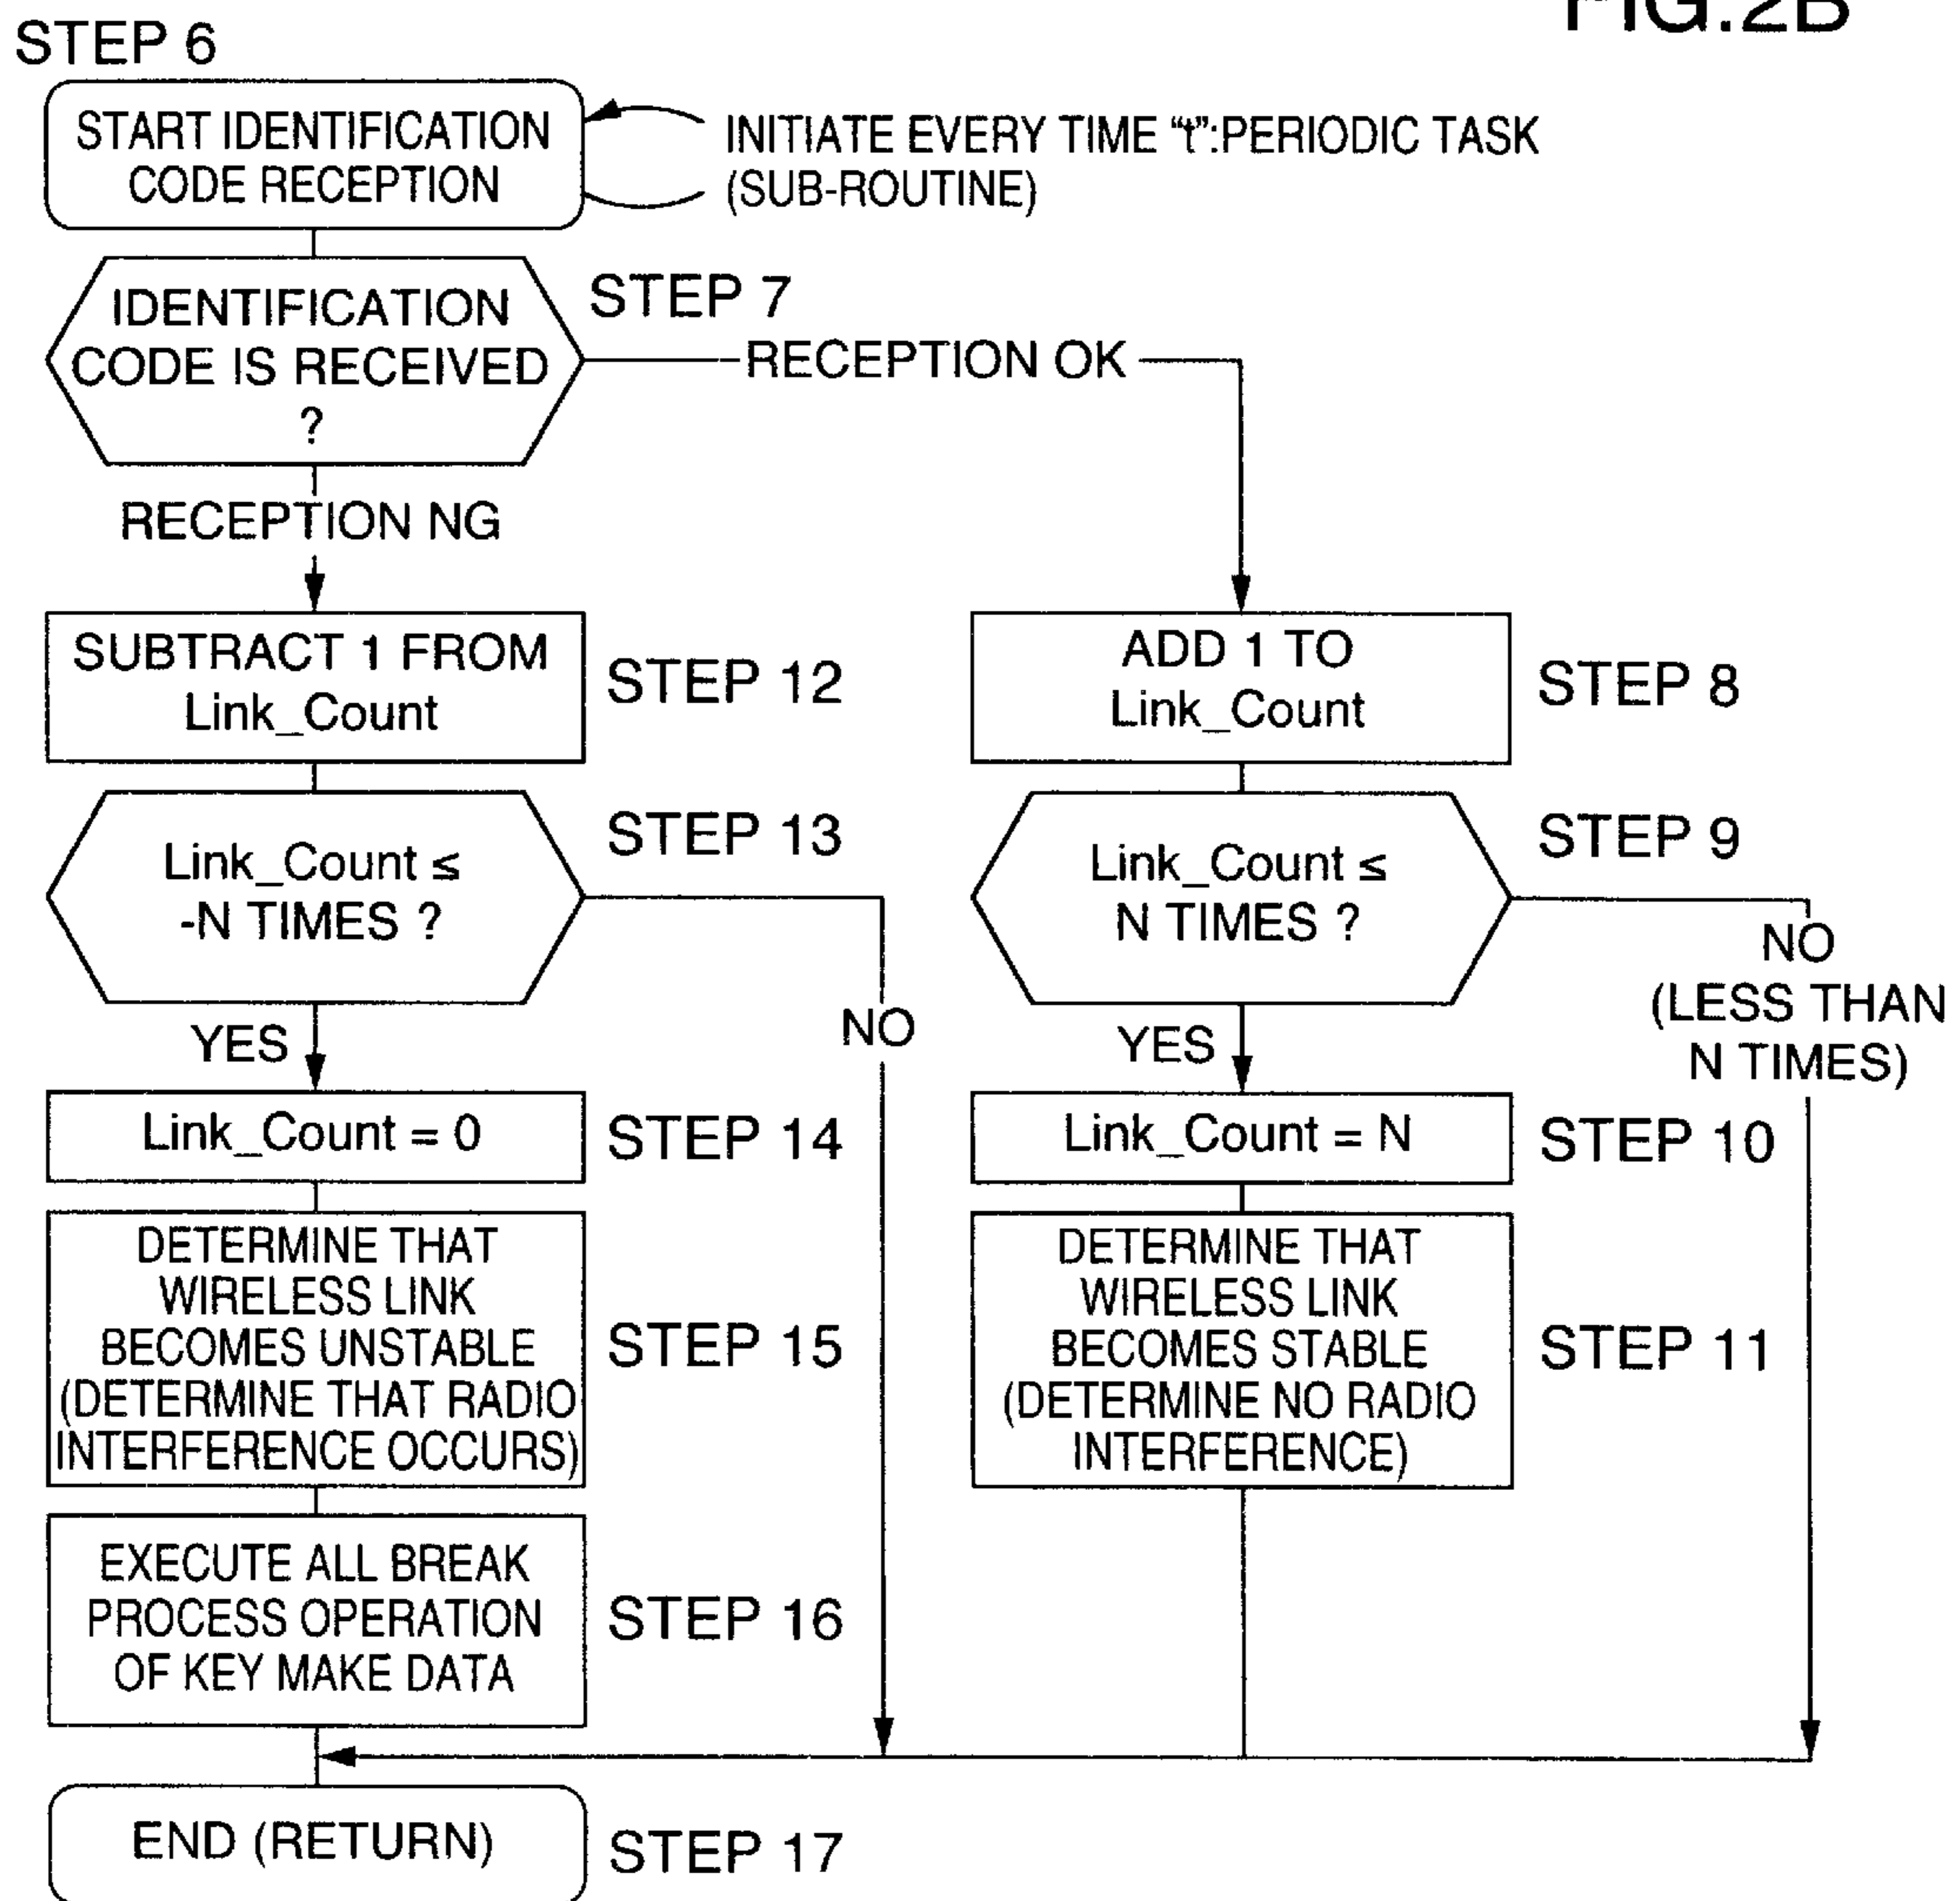 FIG.2B
STEP 6
START IDENTIFICATION
CODE RECEPTION
INITIATE EVERY TIME "t":PERIODIC TASK
(SUB-ROUTINE)
IDENTIFICATION
CODE IS RECEIVED
?
STEP 7
RECEPTION OK
RECEPTION NG
SUBTRACT 1 FROM
Link_Count
STEP 12
ADD 1 TO
Link_Count
STEP 8
Link_Count ≤
-N TIMES ?
STEP 13
NO
Link_Count ≤
N TIMES ?
STEP 9
NO
(LESS THAN
N TIMES)
YES
YES
Link_Count = 0
STEP 14
Link_Count = N
STEP 10
DETERMINE THAT
WIRELESS LINK
BECOMES UNSTABLE
(DETERMINE THAT RADIO
INTERFERENCE OCCURS)
STEP 15
DETERMINE THAT
WIRELESS LINK
BECOMES STABLE
(DETERMINE NO RADIO
INTERFERENCE)
STEP 11
EXECUTE ALL BREAK
PROCESS OPERATION
OF KEY MAKE DATA
STEP 16
END (RETURN)
STEP 17